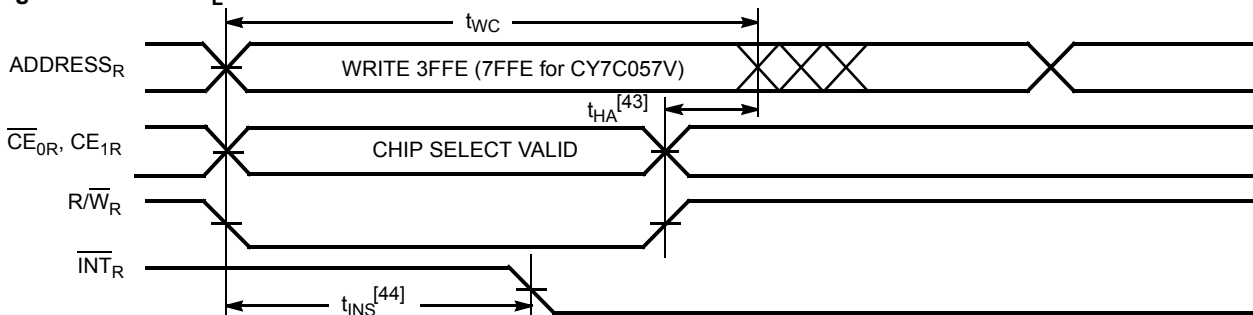 L
tWC
ADDRESSR
WRITE 3FFE (7FFE for CY7C057V)
tHA[43]
CE0R, CE1R
CHIP SELECT VALID
R/WR
INTR
tINS[44]